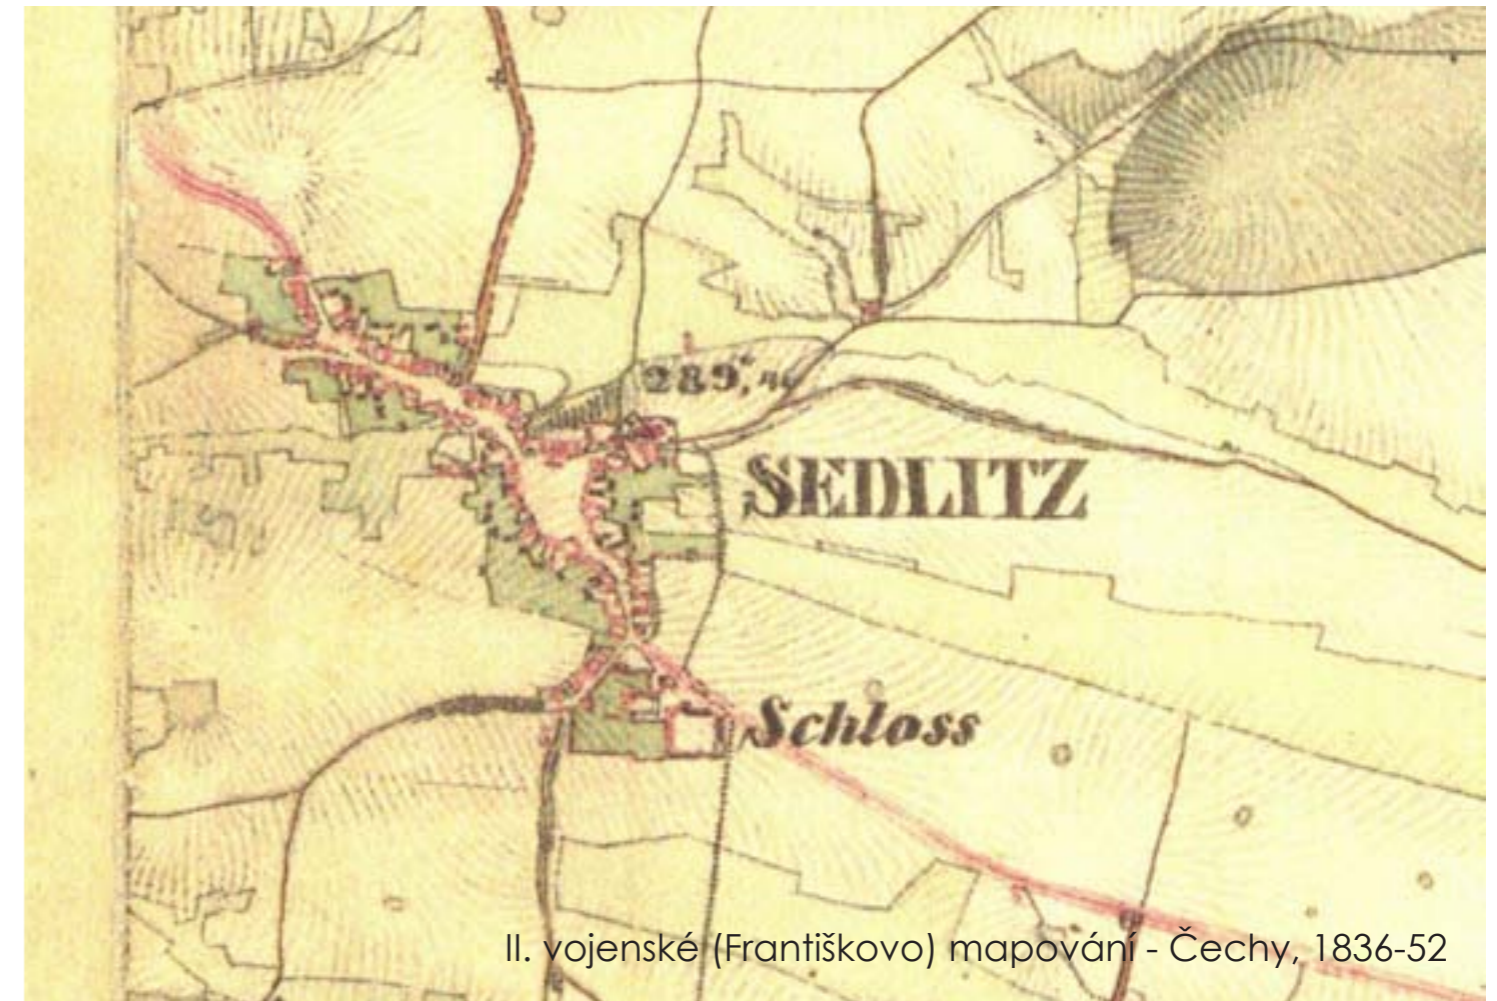 289,
SEDLITZ
Schloss
II. vojenské (Františkovo) mapování - Čechy, 1836-52